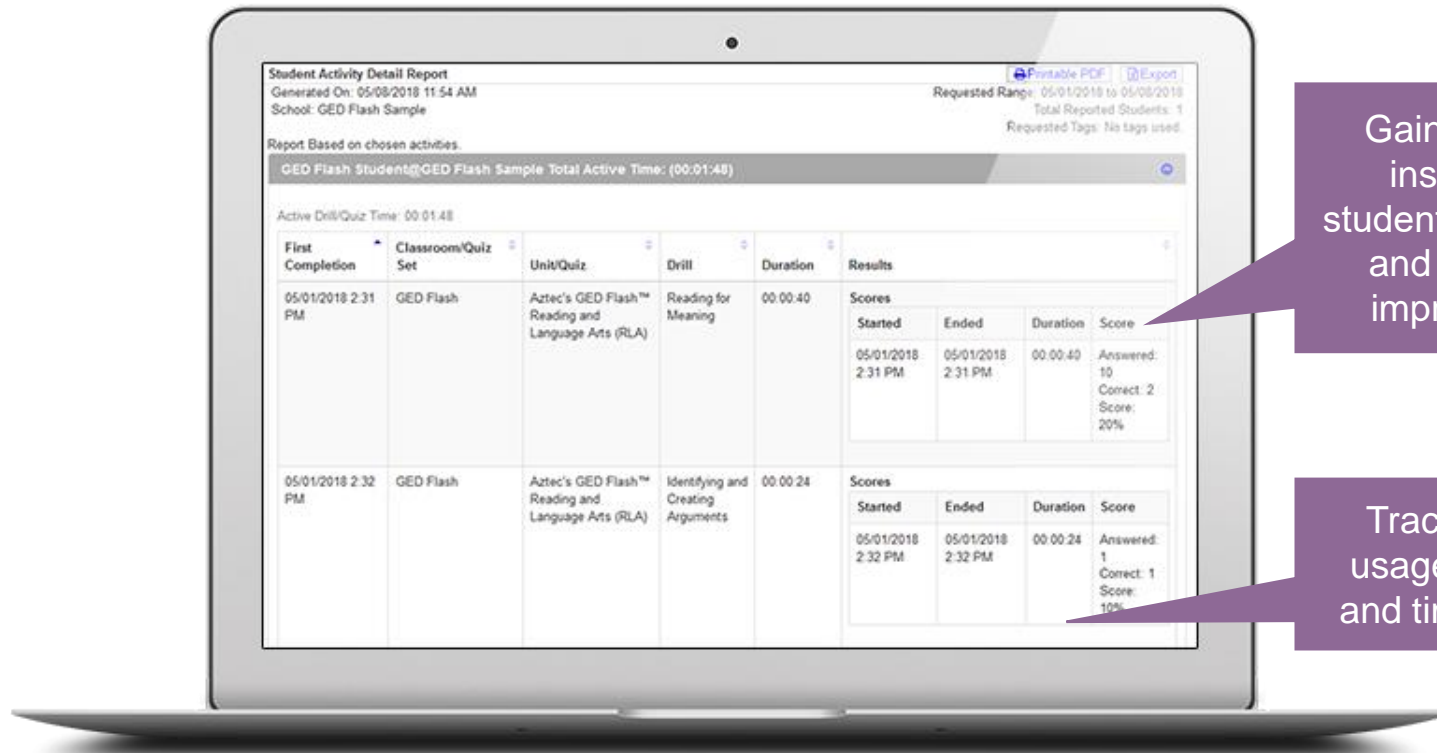 Student Activity Detail Report
Printable PDF Export
Generated On: 05/08/2018 11:54 AM
Requested Range: 05/01/2018 to 05/08/2018
School: GED Flash Sample
Total Reported Students: 1
Requested Tags: No tags used.
Report Based on chosen activities.
GED Flash Student@GED Flash Sample Total Active Time: (00:01:48)
Active Drill/Quiz Time: 00:01:48
First Completion
Classroom/Quiz Set
Unit/Quiz
Drill
Duration
Results
05/01/2018 2:31
PM
GED Flash
Aztec's GED Flash™
Reading and
Language Arts (RLA)
Reading for
Meaning
00:00:40
Scores
Started Ended Duration Score
05/01/2018
2:31 PM
05/01/2018
2:31 PM
00:00:40
Answered:
10
Correct: 2
Score:
20%
05/01/2018 2:32
PM
GED Flash
Aztec's GED Flash™
Reading and
Language Arts (RLA)
Identifying and
Creating
Arguments
00:00:24
Scores
Started Ended Duration Score
05/01/2018
2:32 PM
05/01/2018
2:32 PM
00:00:24
Answered:
1
Correct: 1
Score:
10%
Gain
ins
student
and
impr
Trac
usage
and tir